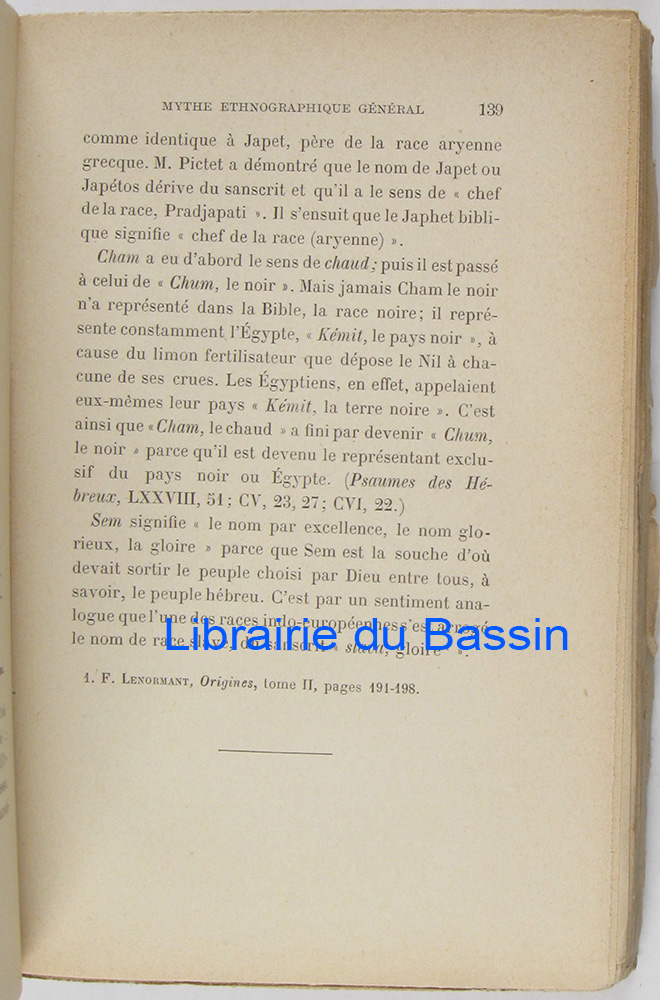 MYTHE ETHNOGRAPHIQUE GÉNÉRAL 139
comme identique à Japet, père de la race aryenne
grecque. M. Pictet a démontré que le nom de Japet ou
Japétos dérive du sanscrit et qu'il a le sens de « chef
de la race, Pradjapati ». Il s'ensuit que le Japhet bibli-
que signifie « chef de la race (aryenne) ».
Cham a eu d'abord le sens de chaud; puis il est passé
à celui de « Chum, le noir ». Mais jamais Cham le noir
n'a représenté dans la Bible, la race noire; il repré-
sente constamment l'Égypte, « Kémit, le pays noir », à
cause du limon fertilisateur que dépose le Nil à cha-
cune de ses crues. Les Égyptiens, en effet, appelaient
eux-mêmes leur pays « Kémit, la terre noire ». C'est
ainsi que « Cham, le chaud » a fini par devenir « Chum,
le noir » parce qu'il est devenu le représentant exclu-
sif du pays noir ou Égypte. (Psaumes des Hé-
breux, LXXVIII, 51; CV, 23, 27; CVI, 22.)
Sem signifie « le nom par excellence, le nom glo-
rieux, la gloire » parce que Sem est la souche d'où
devait sortir le peuple choisi par Dieu entre tous, à
savoir, le peuple hébreu. C'est par un sentiment ana-
logue que l'une des races indo-européennes s'est arrogé
le nom de race slave, du sanscrit « slava, gloire ».
Librairie du Bassin
1. F. LENORMANT, Origines, tome II, pages 191-198.